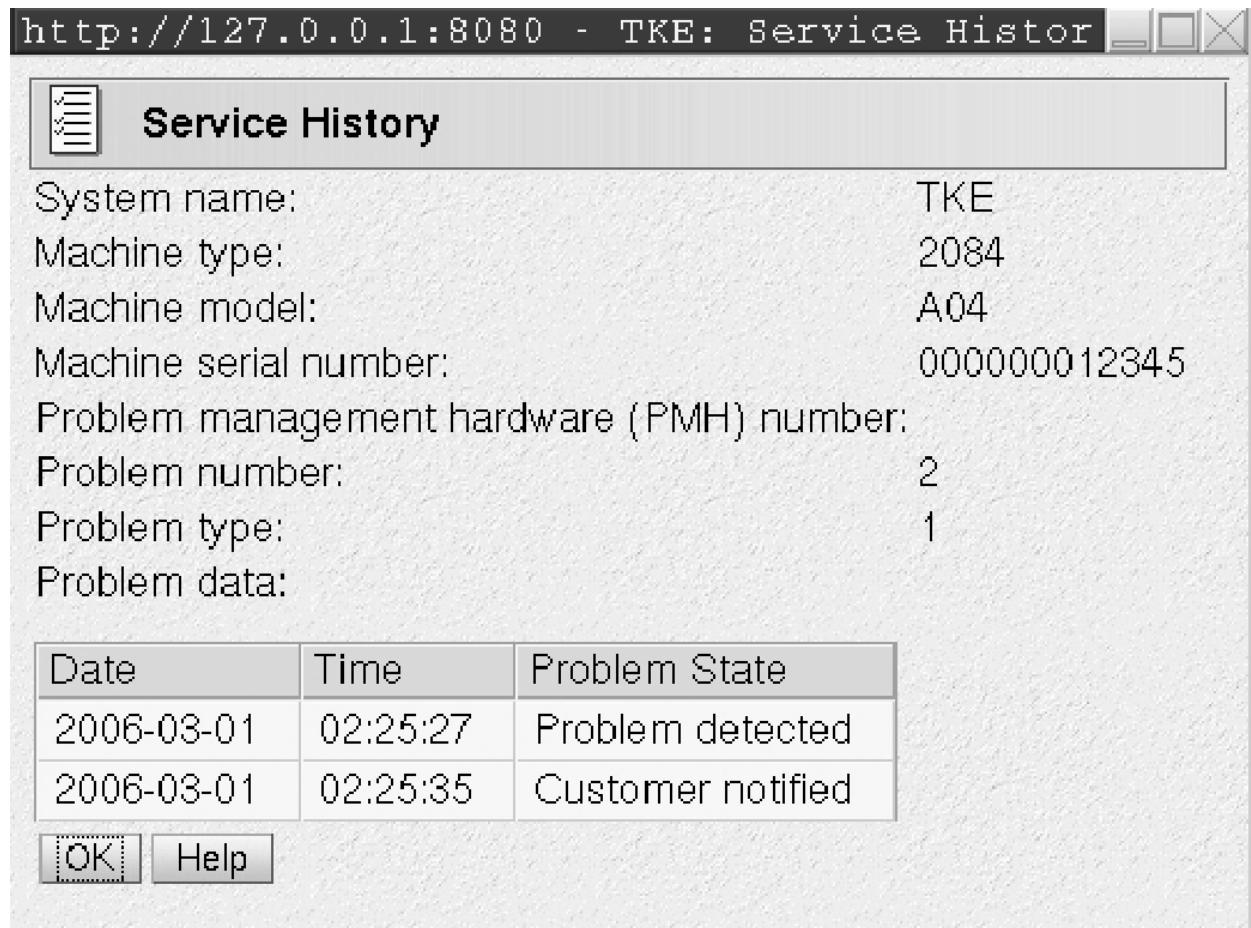 http://127.0.0.1:8080 - TKE: Service Histor
Service History
System name: TKE
Machine type: 2084
Machine model: A04
Machine serial number: 000000012345
Problem management hardware (PMH) number:
Problem number: 2
Problem type: 1
Problem data:
Date Time Problem State
2006-03-01 02:25:27 Problem detected
2006-03-01 02:25:35 Customer notified
OK Help